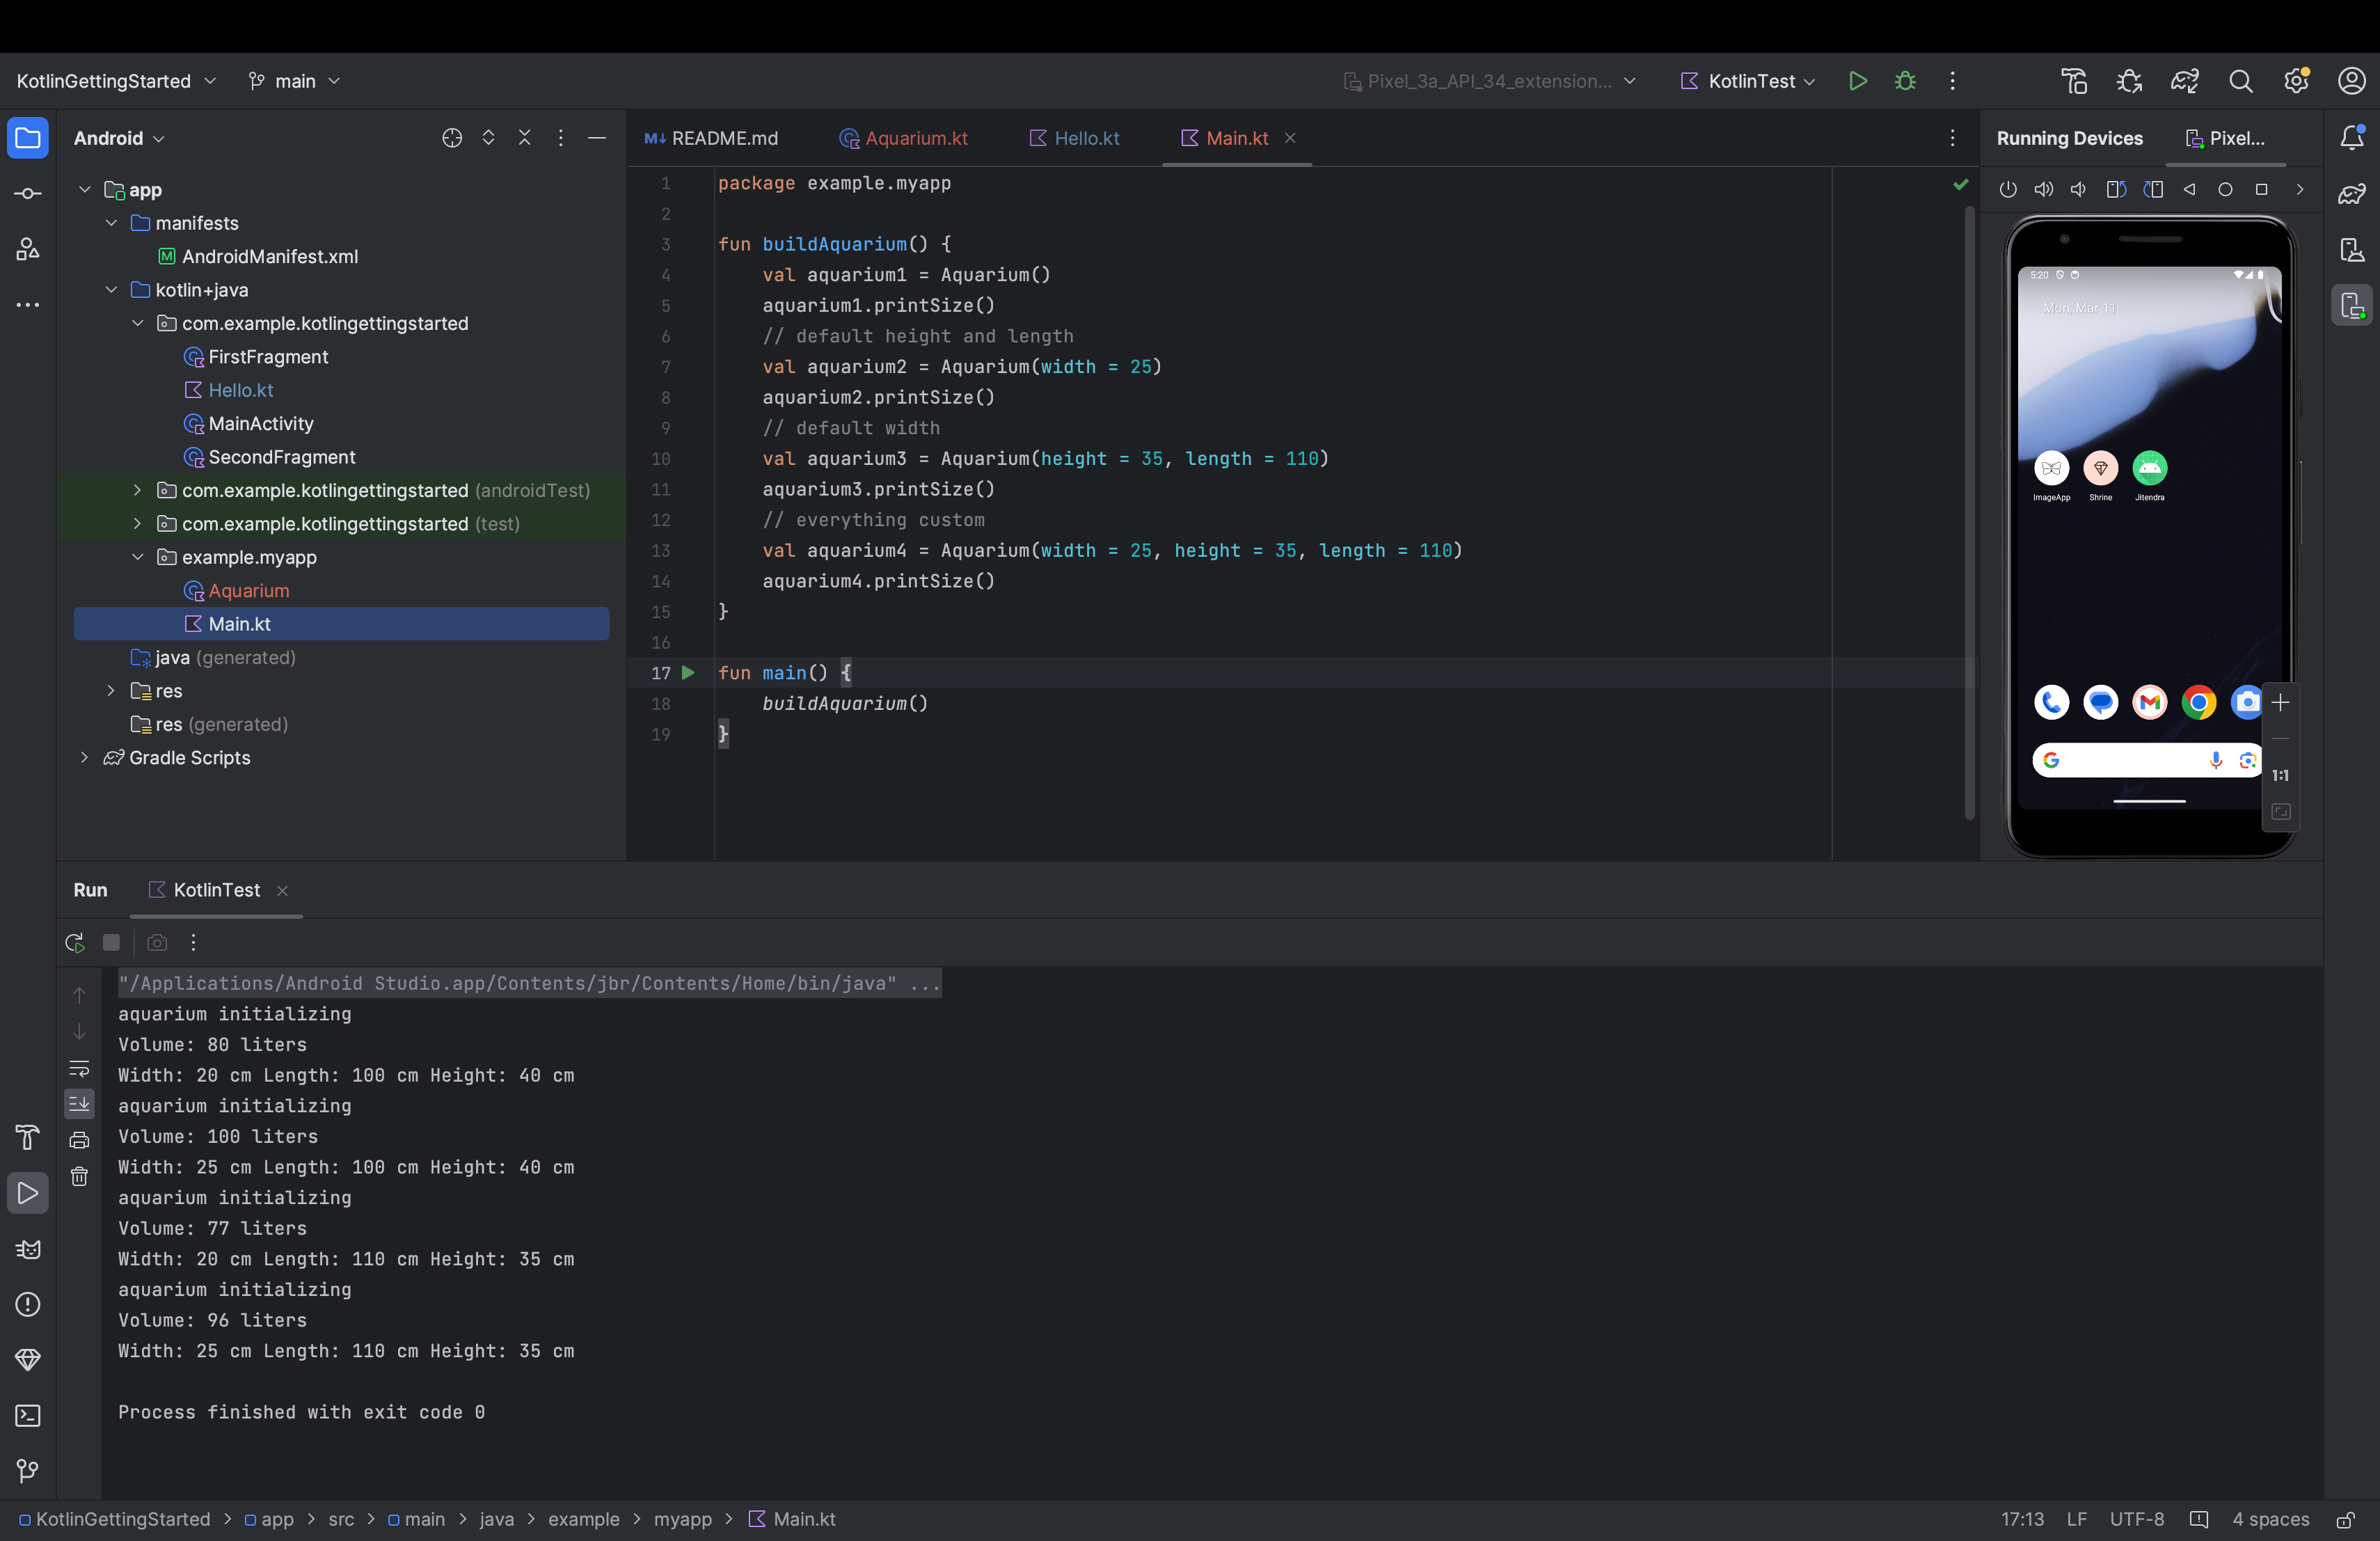 KotlinGettingStarted main Pixel_3a_API_34_extension... KotlinTest
Android
README.md Aquarium.kt Hello.kt Main.kt
Running Devices Pixel...
app
manifests
AndroidManifest.xml
kotlin+java
com.example.kotlingettingstarted
FirstFragment
Hello.kt
MainActivity
SecondFragment
com.example.kotlingettingstarted (androidTest)
com.example.kotlingettingstarted (test)
example.myapp
Aquarium
Main.kt
java (generated)
res
res (generated)
Gradle Scripts
1 package example.myapp
2
3 fun buildAquarium() {
4 val aquarium1 = Aquarium()
5 aquarium1.printSize()
6 // default height and length
7 val aquarium2 = Aquarium(width = 25)
8 aquarium2.printSize()
9 // default width
10 val aquarium3 = Aquarium(height = 35, length = 110)
11 aquarium3.printSize()
12 // everything custom
13 val aquarium4 = Aquarium(width = 25, height = 35, length = 110)
14 aquarium4.printSize()
15 }
16
17 fun main() {
18 buildAquarium()
19 }
5:20
Mon, Mar 11
ImageApp Shrine Jitendra
1:1
Run KotlinTest
"/Applications/Android Studio.app/Contents/jbr/Contents/Home/bin/java" ...
aquarium initializing
Volume: 80 liters
Width: 20 cm Length: 100 cm Height: 40 cm
aquarium initializing
Volume: 100 liters
Width: 25 cm Length: 100 cm Height: 40 cm
aquarium initializing
Volume: 77 liters
Width: 20 cm Length: 110 cm Height: 35 cm
aquarium initializing
Volume: 96 liters
Width: 25 cm Length: 110 cm Height: 35 cm
Process finished with exit code 0
KotlinGettingStarted > app > src > main > java > example > myapp > Main.kt
17:13 LF UTF-8 4 spaces